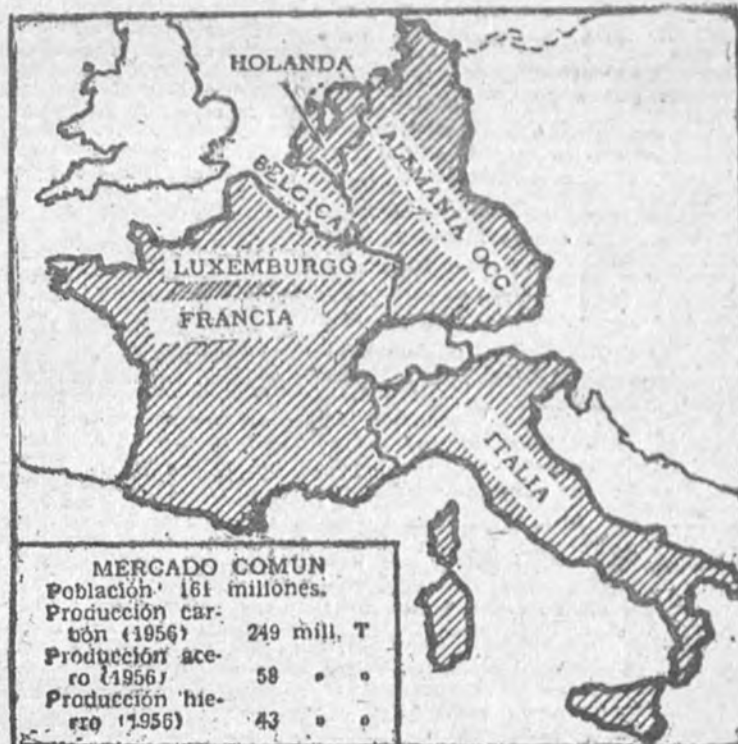 HOLANDA
BELGICA
ALEMANIA OCC
LUXEMBURGO
FRANCIA
ITALIA
MERCADO COMUN
Población 161 millones.
Producción car-
bón (1956) 249 mill. T
Producción ace-
ro (1956) 58 " "
Producción hie-
rro (1956) 43 " "